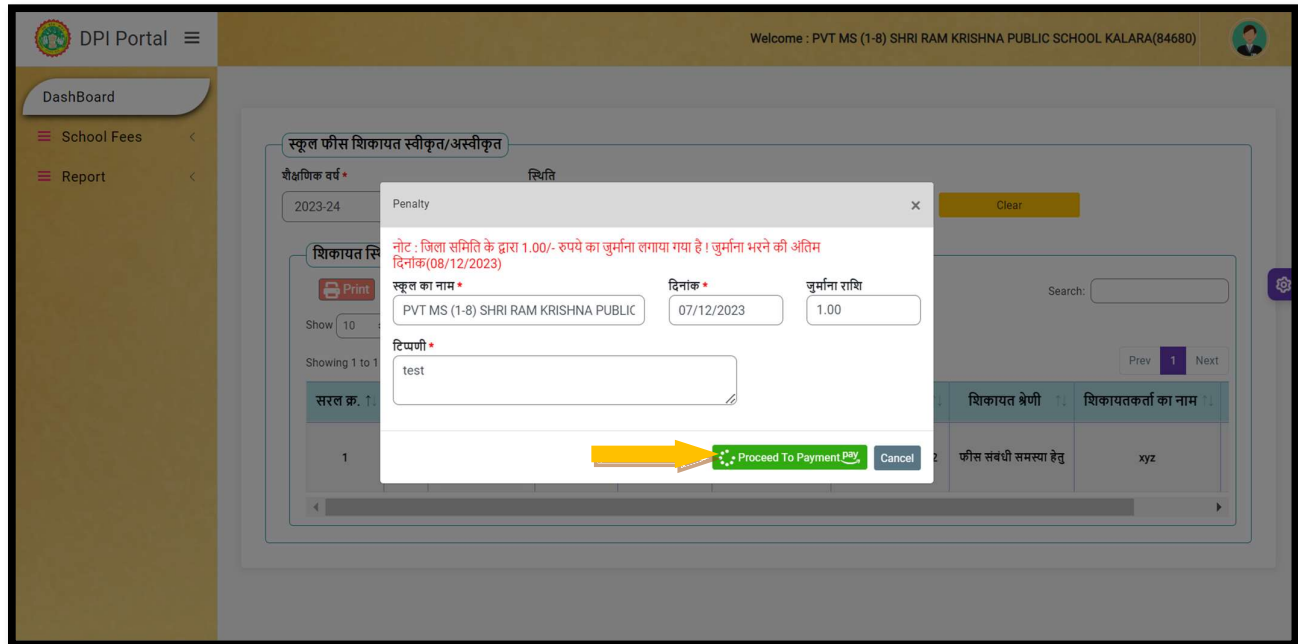 DPI Portal
Welcome : PVT MS (1-8) SHRI RAM KRISHNA PUBLIC SCHOOL KALARA(84680)
DashBoard
School Fees
Report
स्कूल फीस शिकायत स्वीकृत/अस्वीकृत
शैक्षणिक वर्ष *
स्थिति
2023-24
Clear
Penalty
×
नोट : जिला समिति के द्वारा 1.00/- रुपये का जुर्माना लगाया गया है ! जुर्माना भरने की अंतिम
दिनांक(08/12/2023)
स्कूल का नाम *
दिनांक *
जुर्माना राशि
PVT MS (1-8) SHRI RAM KRISHNA PUBLIC
07/12/2023
1.00
टिप्पणी *
test
Proceed To Payment pay
Cancel
शिकायत
Print
Search:
Show 10
Showing 1 to 1
Prev 1 Next
सरल क्र.
शिकायत श्रेणी
शिकायतकर्ता का नाम
1
2
फीस संबंधी समस्या हेतु
xyz